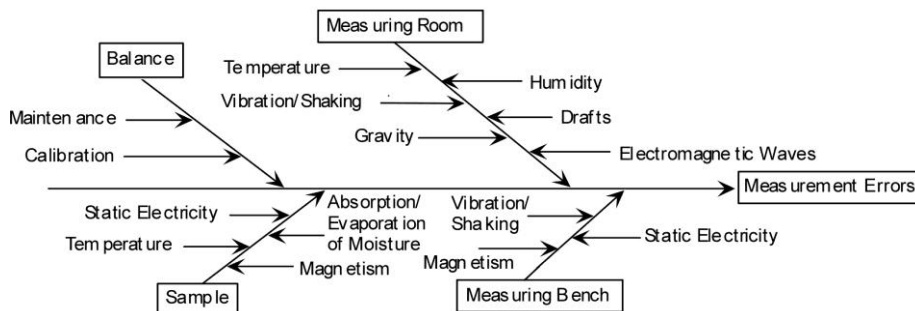 Measuring Room
Balance
Temperature
Humidity
Maintenance
Vibration/Shaking
Drafts
Gravity
Calibration
Electromagnetic Waves
Measurement Errors
Static Electricity
Absorption/
Evaporation
of Moisture
Vibration/
Shaking
Static Electricity
Temperature
Magnetism
Magnetism
Sample
Measuring Bench